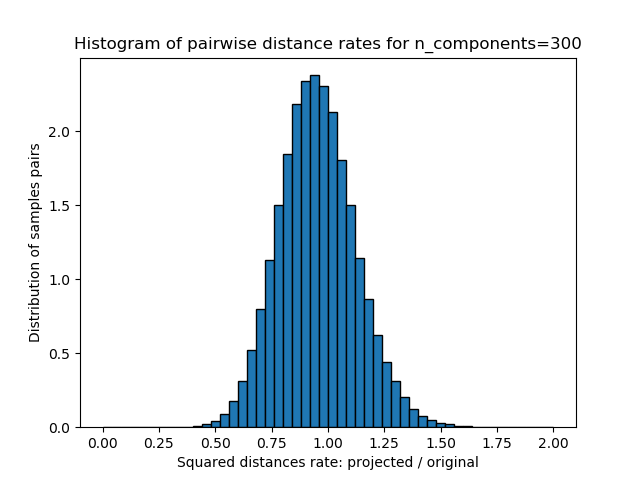 Histogram of pairwise distance rates for n_components=300
Distribution of samples pairs
2.0
1.5
1.0
0.5
0.0
0.00 0.25 0.50 0.75 1.00 1.25 1.50 1.75 2.00
Squared distances rate: projected / original